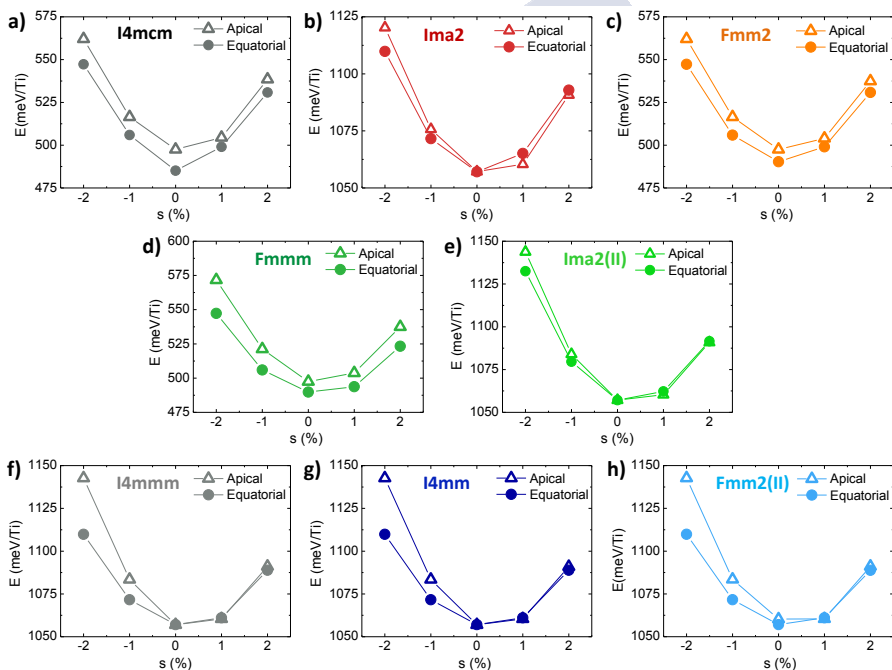 a)
I4mcm
Apical
Equatorial
E(meV/Ti)
575
550
525
500
475
-2 -1 0 1 2
s (%)
b)
Ima2
Apical
Ecuatorial
E (meV/Ti)
1125
1100
1075
1050
-2 -1 0 1 2
s (%)
c)
Fmm2
Apical
Equatorial
E(meV/Ti)
575
550
525
500
475
-2 -1 0 1 2
s (%)
d)
Fmmm
Apical
Equatorial
E (meV/Ti)
600
575
550
525
500
475
-2 -1 0 1 2
s (%)
e)
Ima2(II)
Apical
Equatorial
E (meV/Ti)
1150
1125
1100
1075
1050
-2 -1 0 1 2
s (%)
f)
I4mmm
Apical
Equatorial
E (meV/Ti)
1150
1125
1100
1075
1050
-2 -1 0 1 2
s (%)
g)
I4mm
Apical
Equatorial
E (meV/Ti)
1150
1125
1100
1075
1050
-2 -1 0 1 2
s (%)
h)
Fmm2(II)
Apical
Equatorial
E(meV/Ti)
1150
1125
1100
1075
1050
-2 -1 0 1 2
s (%)